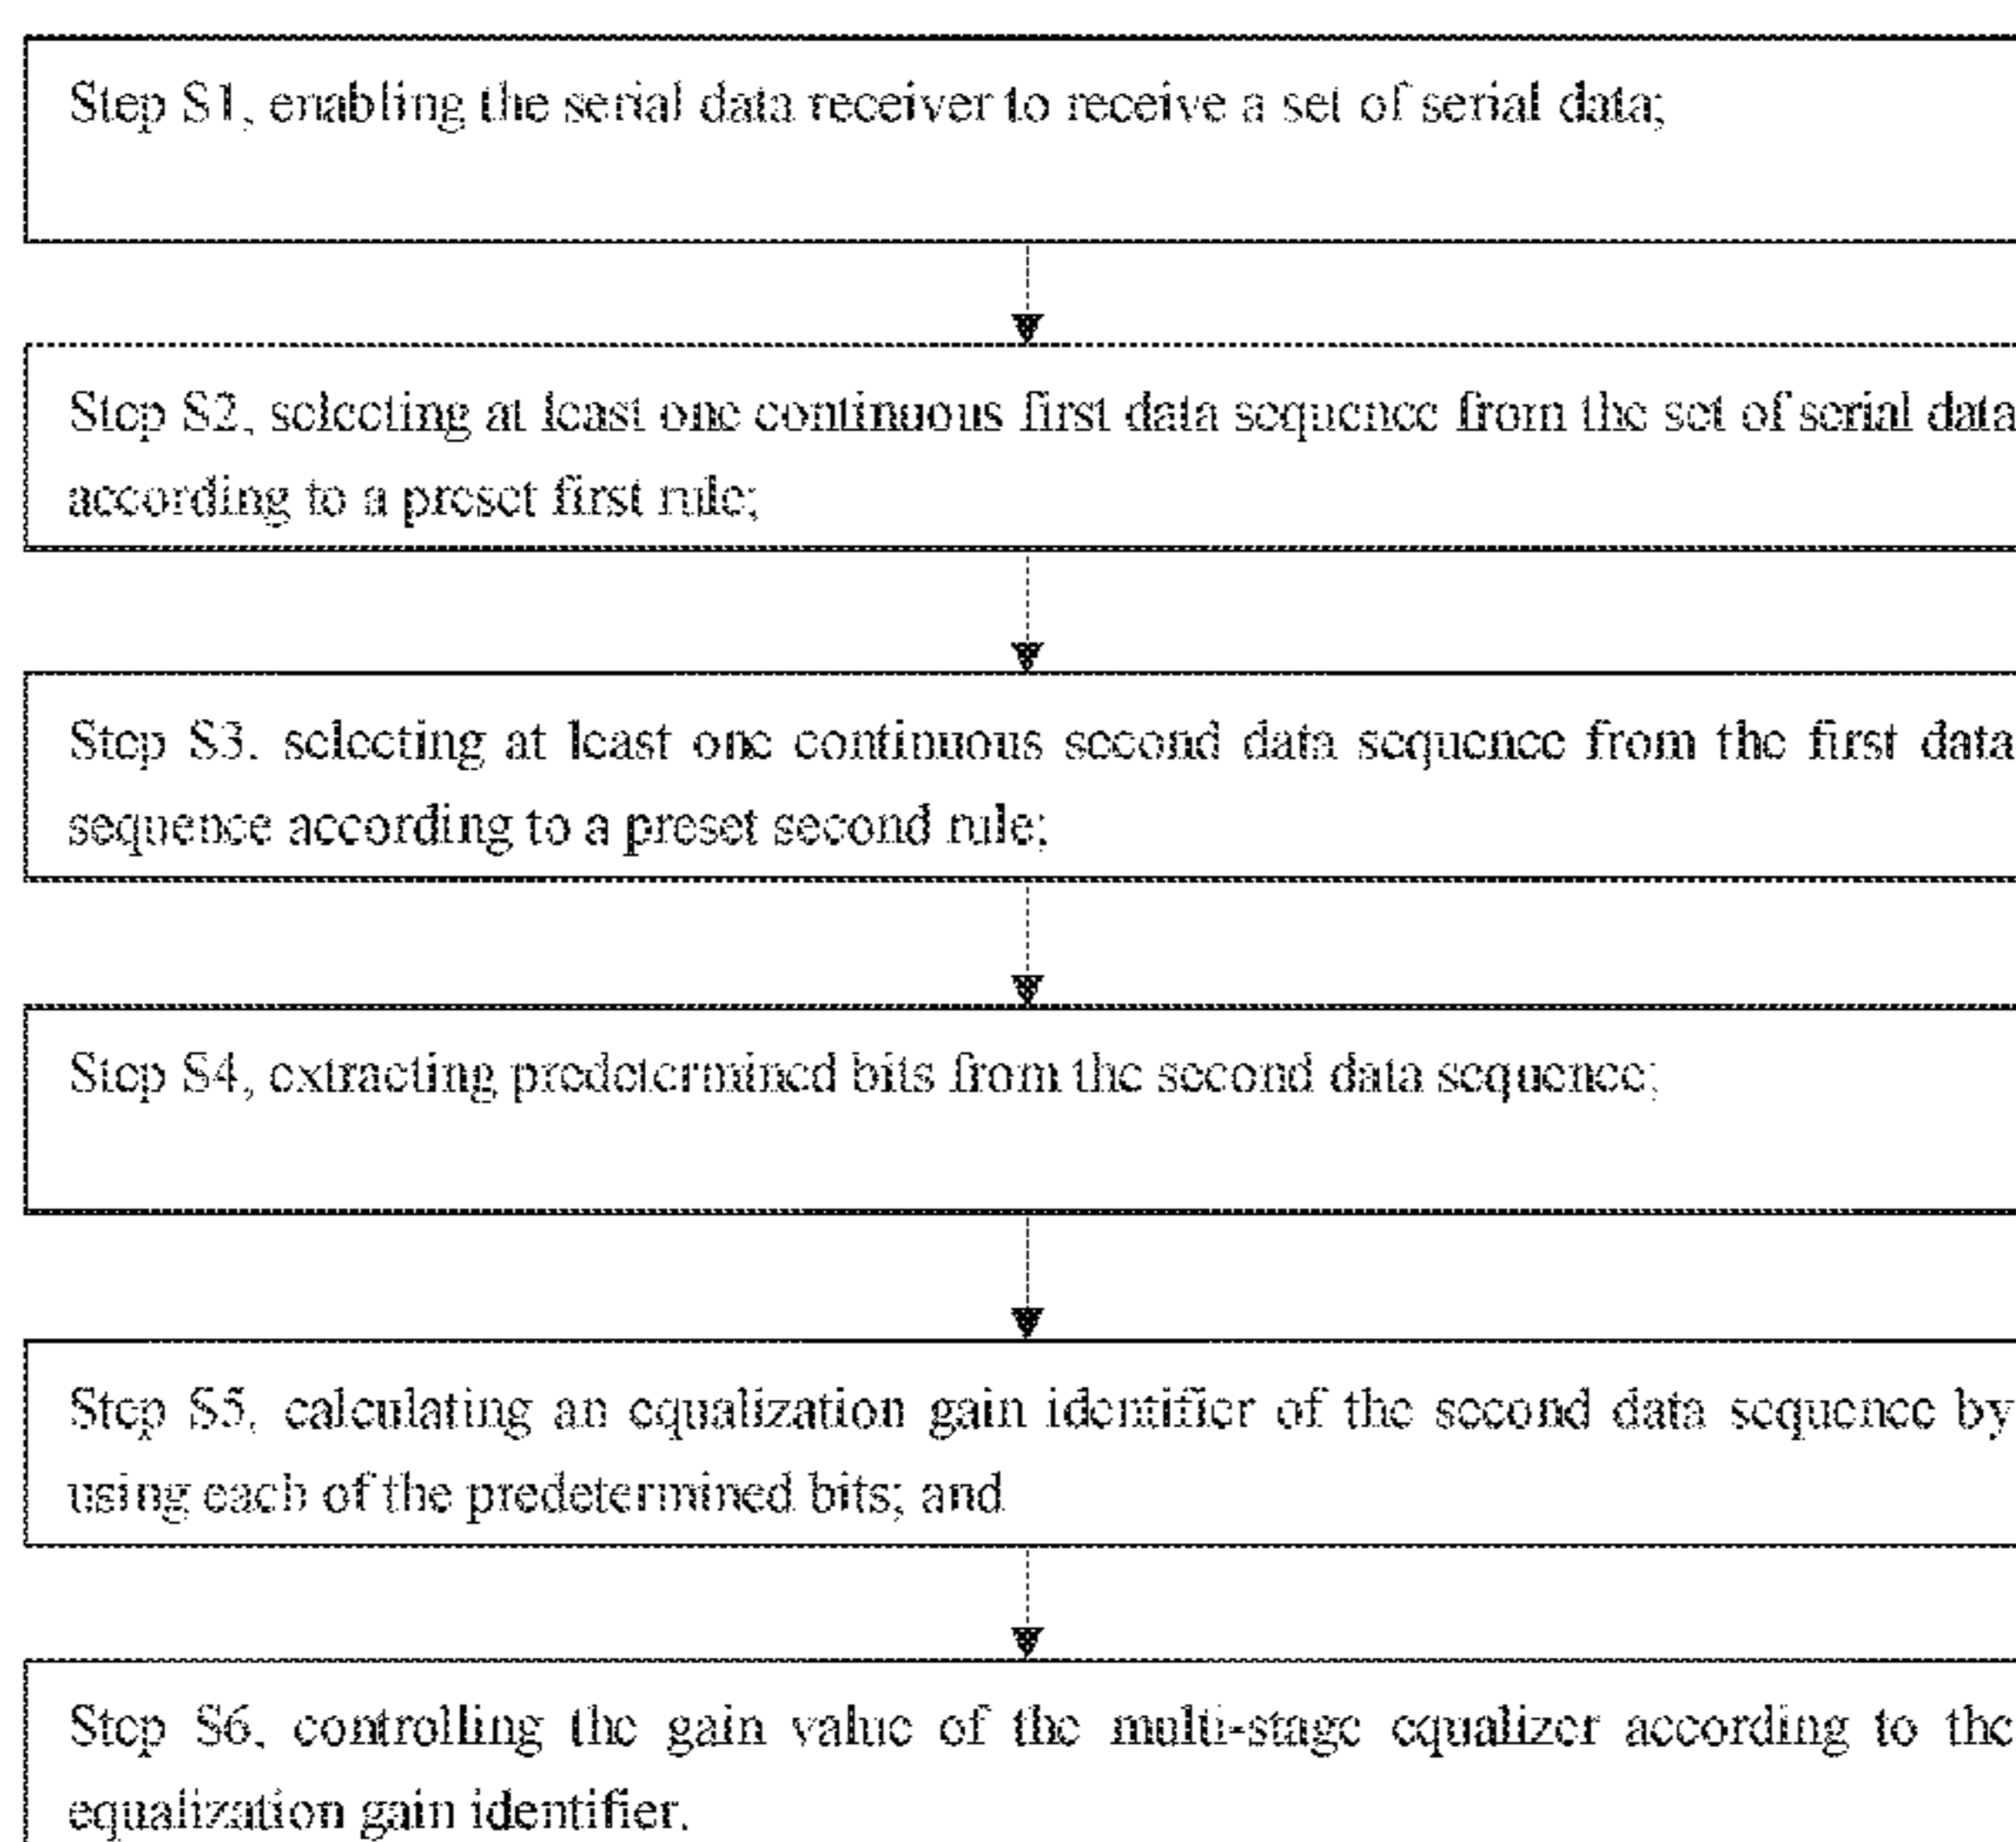 Step S1, enabling the serial data receiver to receive a set of serial data;
Step S2, selecting at least one continuous first data sequence from the set of serial data
according to a preset first rule;
Step S3, selecting at least one continuous second data sequence from the first data
sequence according to a preset second rule;
Step S4, extracting predetermined bits from the second data sequence;
Step S5, calculating an equalization gain identifier of the second data sequence by
using each of the predetermined bits; and
Step S6, controlling the gain value of the multi-stage equalizer according to the
equalization gain identifier.